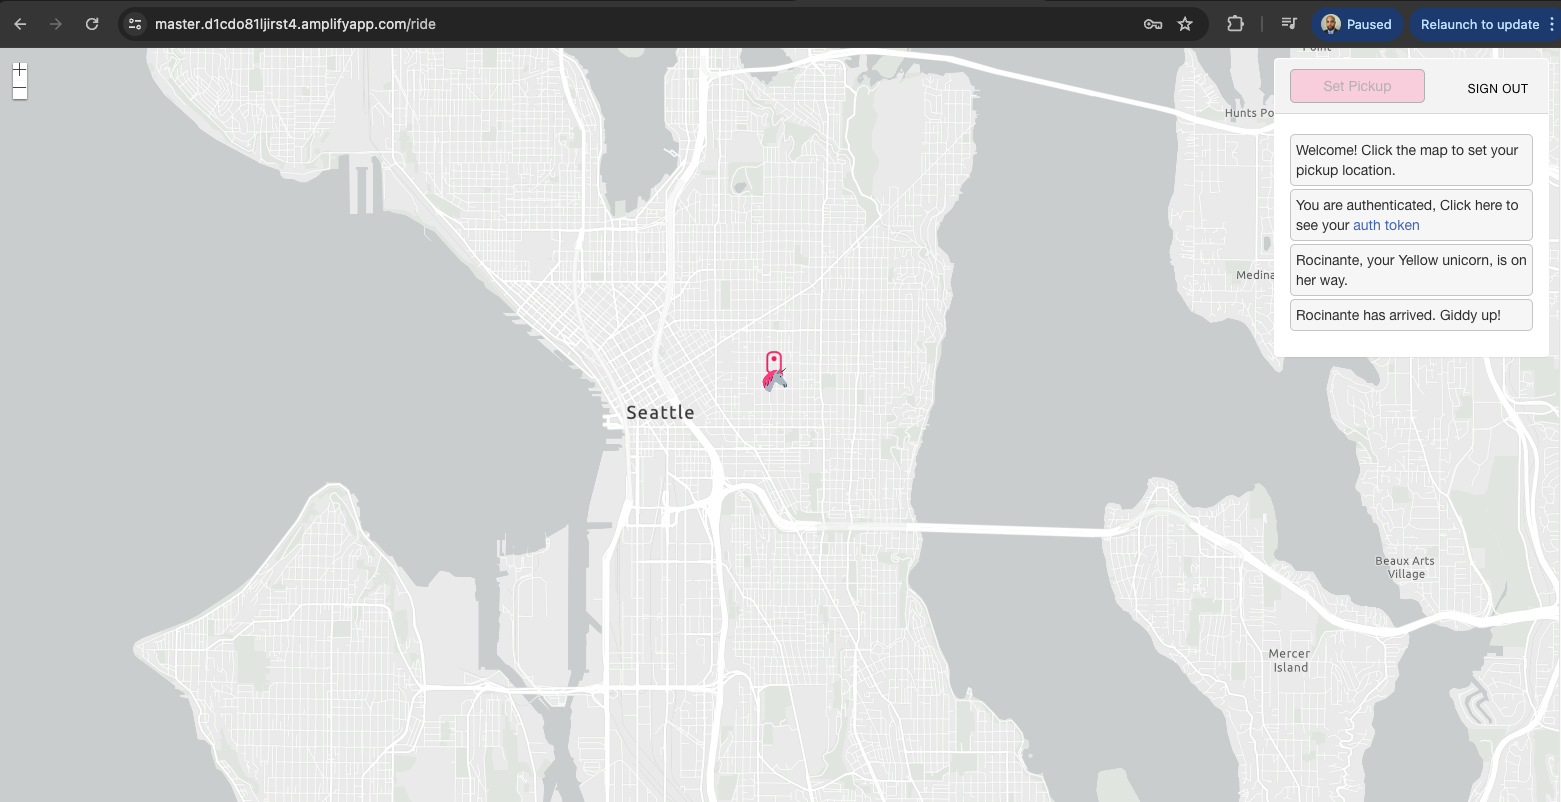 master.d1cdo81ljirst4.amplifyapp.com/ride
Paused
Relaunch to update
Point
Set Pickup
SIGN OUT
Hunts Po
Welcome! Click the map to set your
pickup location.
You are authenticated, Click here to
see your auth token
Medina
Rocinante, your Yellow unicorn, is on
her way.
Rocinante has arrived. Giddy up!
Seattle
Beaux Arts
Village
Mercer
Island